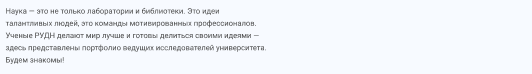 Наука — это не только лаборатории и библиотеки. Это идеи
талантливых людей, это команды мотивированных профессионалов.
Ученые РУДН делают мир лучше и готовы делиться своими идеями —
здесь представлены портфолио ведущих исследователей университета.
Будем знакомы!